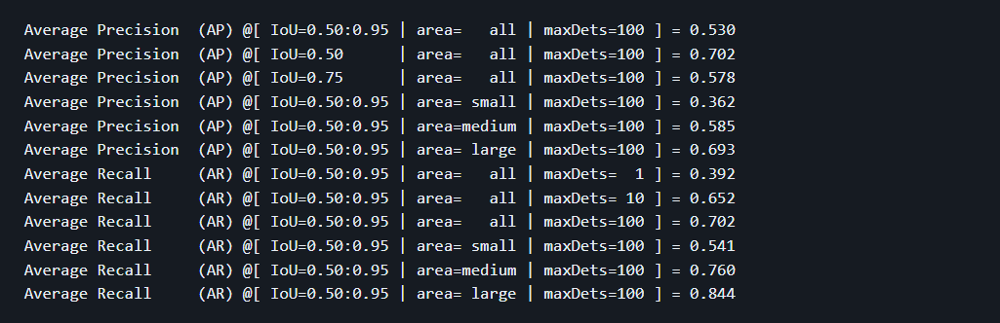 Average Precision  (AP) @[ IoU=0.50:0.95 | area=   all | maxDets=100 ] = 0.530
Average Precision  (AP) @[ IoU=0.50      | area=   all | maxDets=100 ] = 0.702
Average Precision  (AP) @[ IoU=0.75      | area=   all | maxDets=100 ] = 0.578
Average Precision  (AP) @[ IoU=0.50:0.95 | area= small | maxDets=100 ] = 0.362
Average Precision  (AP) @[ IoU=0.50:0.95 | area=medium | maxDets=100 ] = 0.585
Average Precision  (AP) @[ IoU=0.50:0.95 | area= large | maxDets=100 ] = 0.693
Average Recall     (AR) @[ IoU=0.50:0.95 | area=   all | maxDets=  1 ] = 0.392
Average Recall     (AR) @[ IoU=0.50:0.95 | area=   all | maxDets= 10 ] = 0.652
Average Recall     (AR) @[ IoU=0.50:0.95 | area=   all | maxDets=100 ] = 0.702
Average Recall     (AR) @[ IoU=0.50:0.95 | area= small | maxDets=100 ] = 0.541
Average Recall     (AR) @[ IoU=0.50:0.95 | area=medium | maxDets=100 ] = 0.760
Average Recall     (AR) @[ IoU=0.50:0.95 | area= large | maxDets=100 ] = 0.844